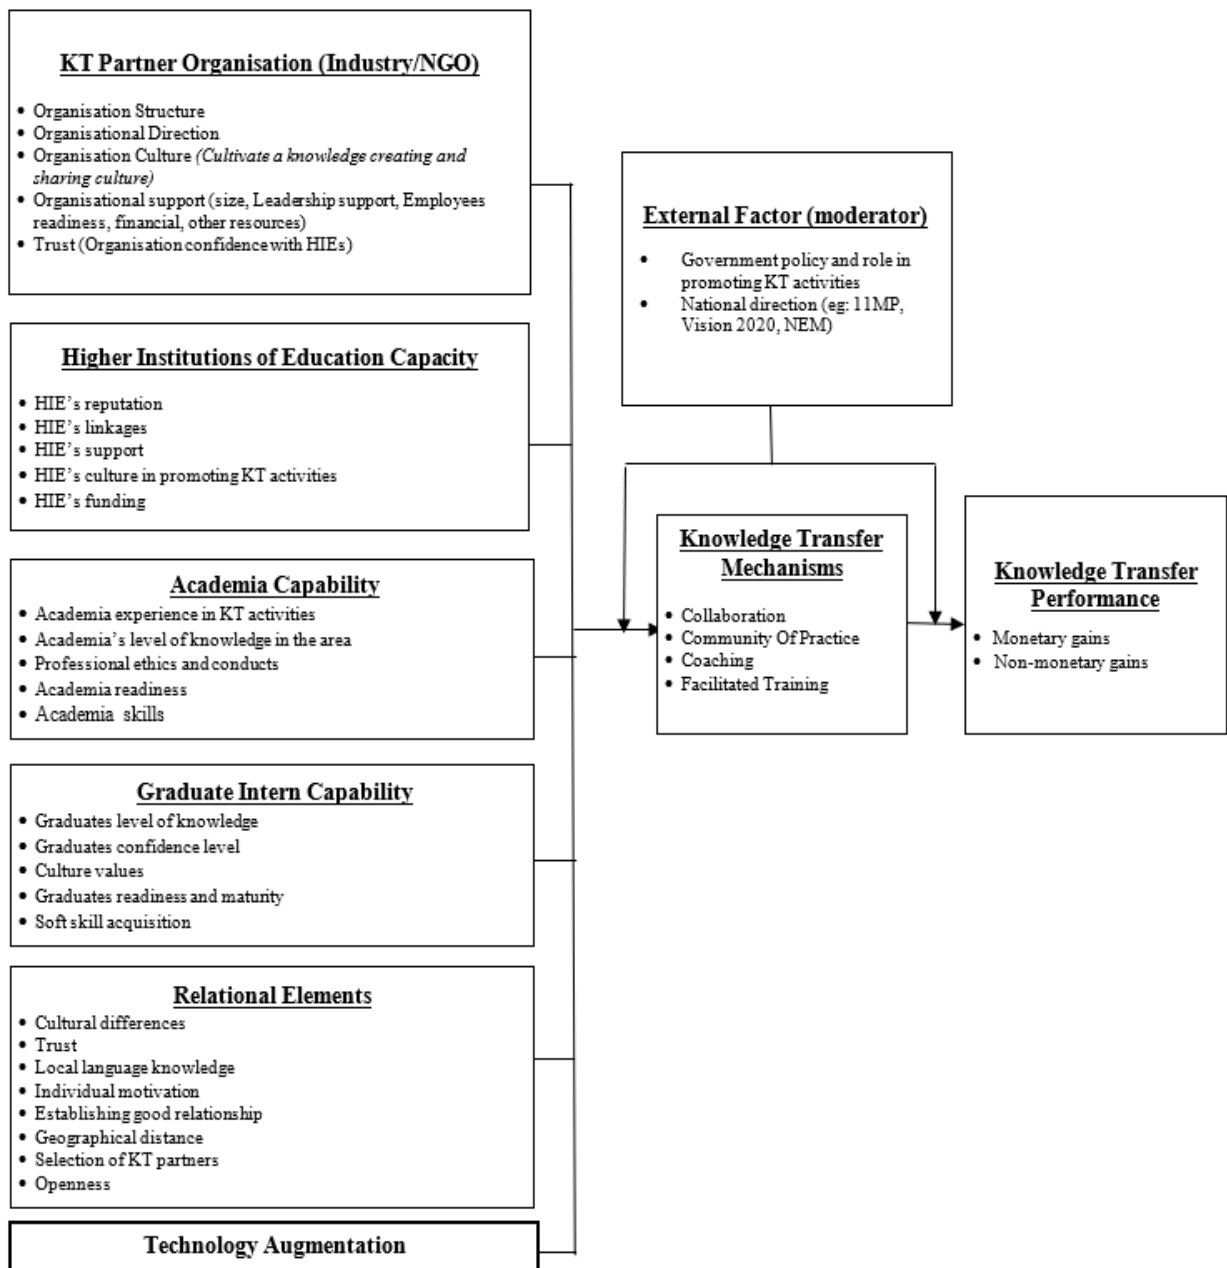 KT Partner Organisation (Industry/NGO)
• Organisation Structure
• Organisational Direction
• Organisation Culture (Cultivate a knowledge creating and
sharing culture)
• Organisational support (size, Leadership support, Employees
readiness, financial, other resources)
• Trust (Organisation confidence with HIEs)
External Factor (moderator)
• Government policy and role in
promoting KT activities
• National direction (eg: 11MP,
Vision 2020, NEM)
Higher Institutions of Education Capacity
• HIE’s reputation
• HIE’s linkages
• HIE’s support
• HIE’s culture in promoting KT activities
• HIE’s funding
Academia Capability
• Academia experience in KT activities
• Academia’s level of knowledge in the area
• Professional ethics and conducts
• Academia readiness
• Academia skills
Knowledge Transfer
Mechanisms
• Collaboration
• Community Of Practice
• Coaching
• Facilitated Training
Knowledge Transfer
Performance
• Monetary gains
• Non-monetary gains
Graduate Intern Capability
• Graduates level of knowledge
• Graduates confidence level
• Culture values
• Graduates readiness and maturity
• Soft skill acquisition
Relational Elements
• Cultural differences
• Trust
• Local language knowledge
• Individual motivation
• Establishing good relationship
• Geographical distance
• Selection of KT partners
• Openness
Technology Augmentation